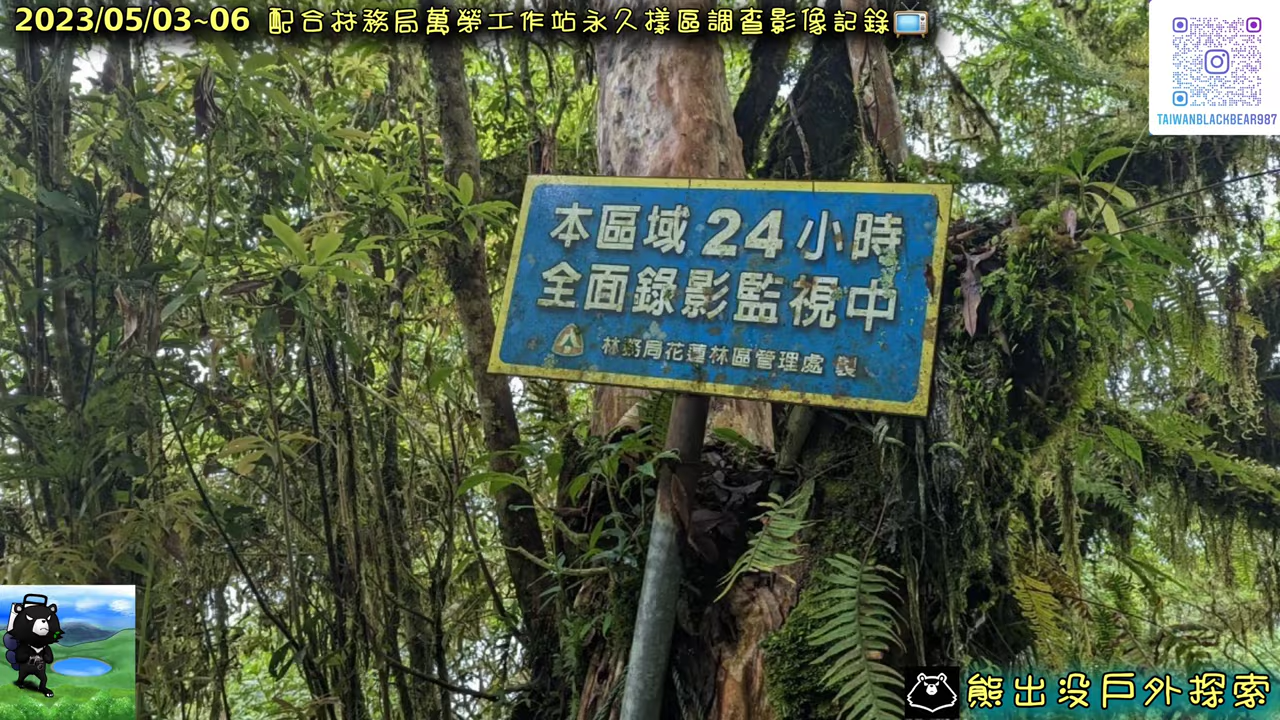 2023/05/03~06 配合林務局萬榮工作站永久樣區調查影像記錄📺
TAIWANBLACKBEAR987
本區域24小時
全面錄影監視中
林務局花蓮林區管理處 製
熊出沒戶外探索